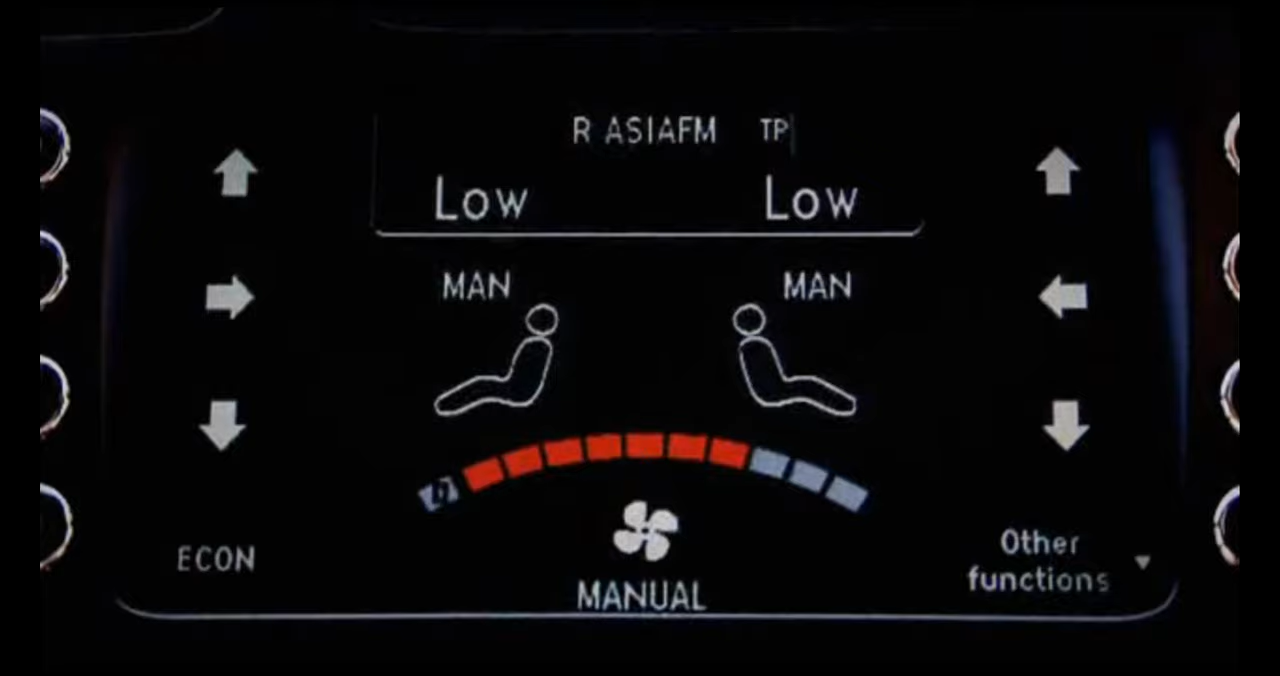 R ASIAFM TP
Low Low
MAN MAN
ECON
Other
functions
MANUAL